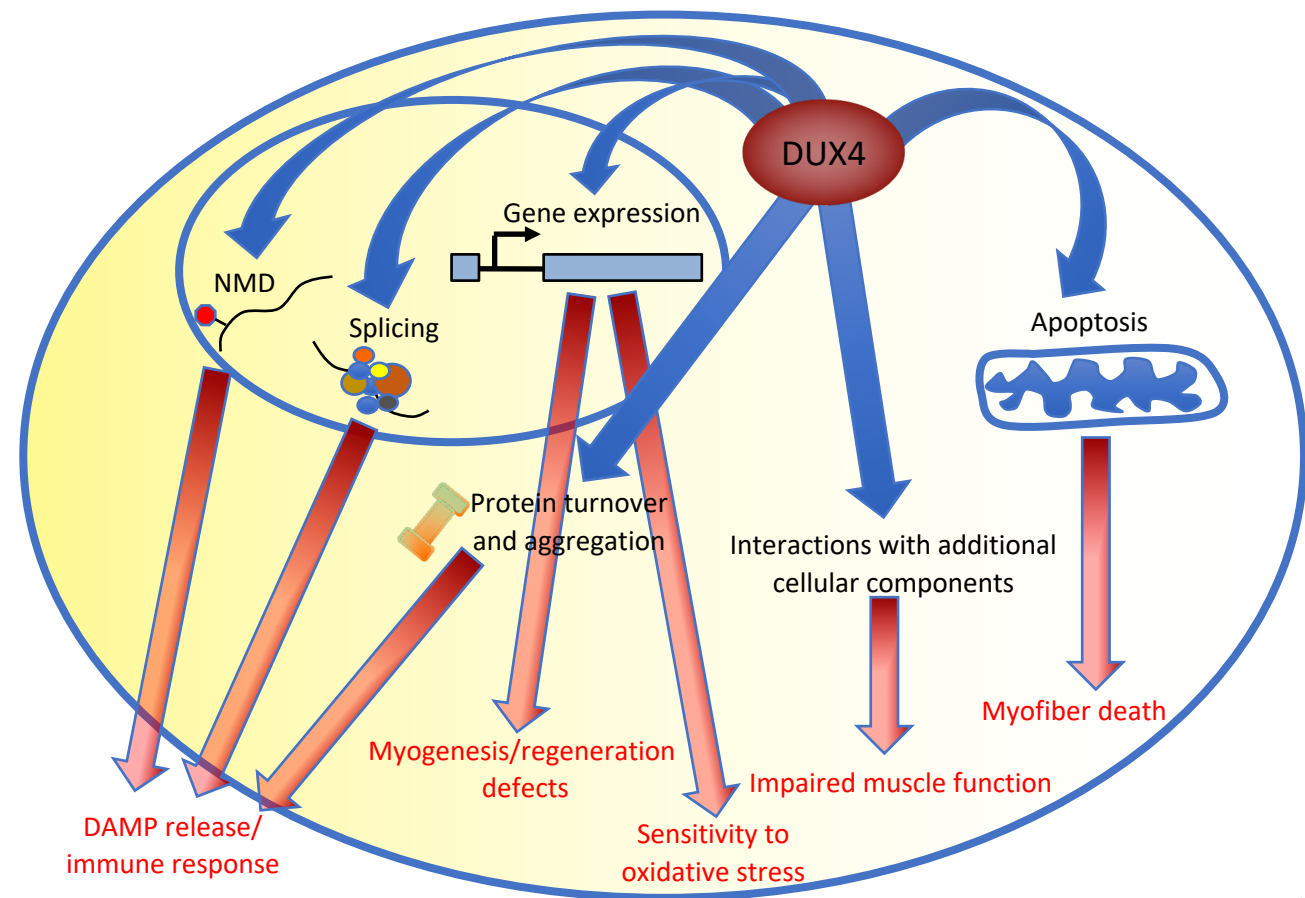 DUX4
Gene expression
NMD
Splicing
Apoptosis
Protein turnover
and aggregation
Interactions with additional
cellular components
Myofiber death
Myogenesis/regeneration
defects
Impaired muscle function
DAMP release/
immune response
Sensitivity to
oxidative stress